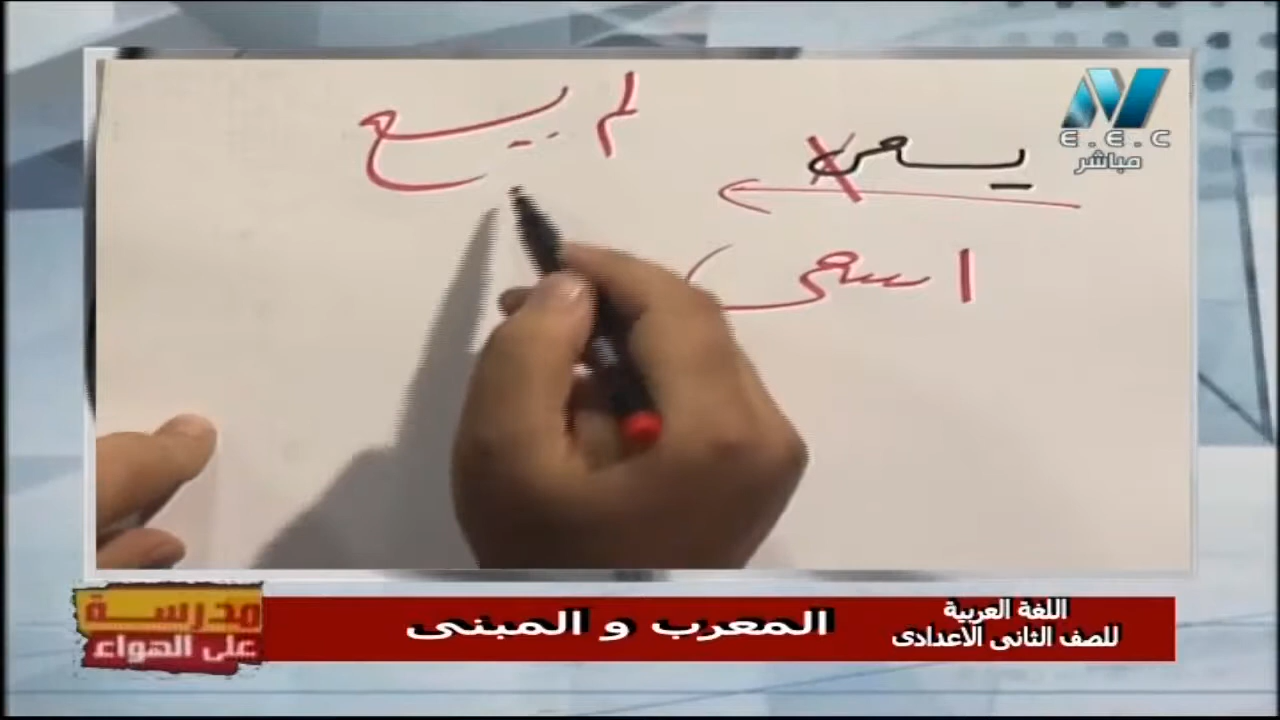 E.E.C
مباشر
لم يسع
يسعى
اسعى
مدرسة
على الهواء
المعرب و المبنى
اللغة العربية
للصف الثانى الاعدادى